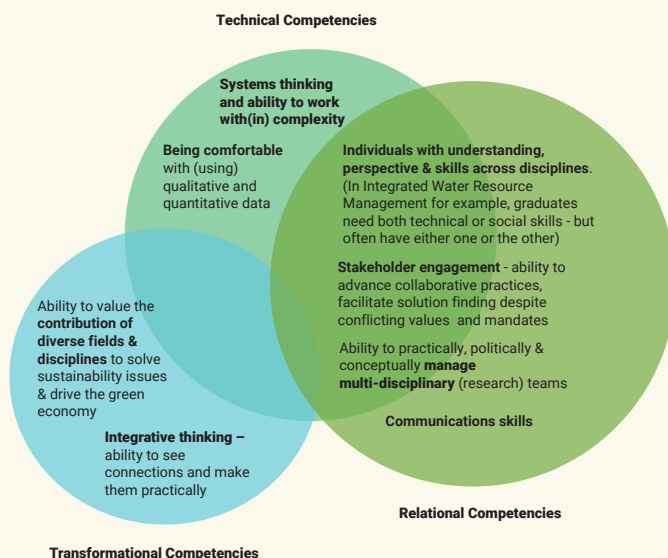 Technical Competencies
Systems thinking
and ability to work
with(in) complexity
Being comfortable
with (using)
qualitative and
quantitative data
Individuals with understanding,
perspective & skills across disciplines.
(In Integrated Water Resource
Management for example, graduates
need both technical or social skills - but
often have either one or the other)
Stakeholder engagement - ability to
advance collaborative practices,
facilitate solution finding despite
conflicting values and mandates
Ability to practically, politically &
conceptually manage
multi-disciplinary (research) teams
Communications skills
Ability to value the
contribution of
diverse fields &
disciplines to solve
sustainability issues
& drive the green
economy
Integrative thinking –
ability to see
connections and make
them practically
Relational Competencies
Transformational Competencies